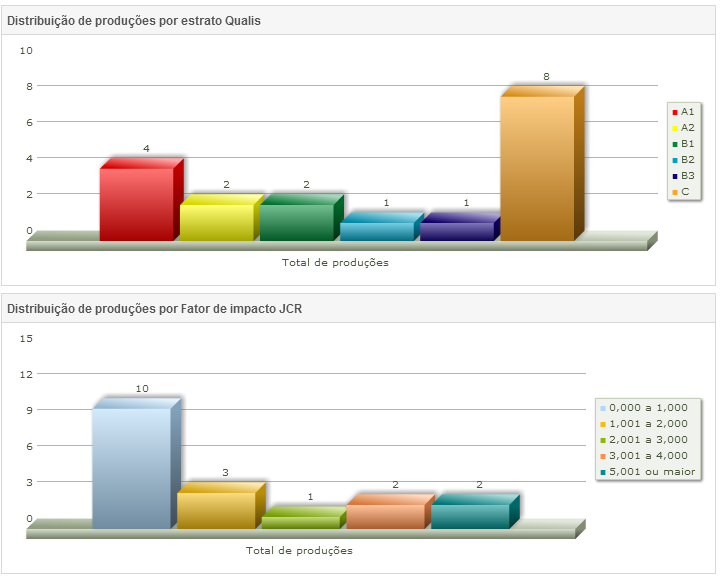 Distribuição de produções por estrato Qualis
10
8
6
4
2
0
4
2
2
1
1
8
A1
A2
B1
B2
B3
C
Total de produções
Distribuição de produções por Fator de impacto JCR
15
12
9
6
3
0
10
3
1
2
2
0,000 a 1,000
1,001 a 2,000
2,001 a 3,000
3,001 a 4,000
5,001 ou maior
Total de produções